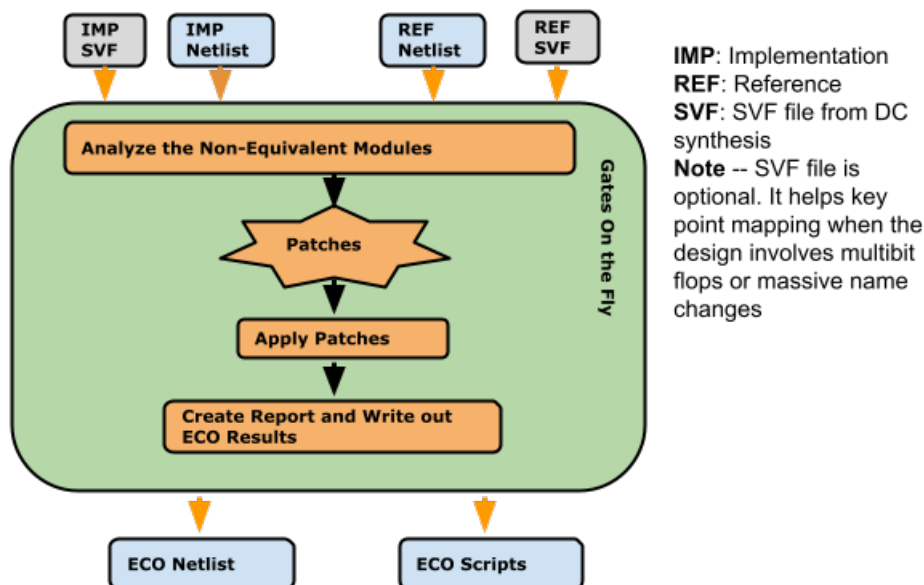 IMP
SVF
IMP
Netlist
REF
Netlist
REF
SVF
Analyze the Non-Equivalent Modules
Patches
Apply Patches
Create Report and Write out
ECO Results
Gates On the Fly
ECO Netlist
ECO Scripts
IMP: Implementation
REF: Reference
SVF: SVF file from DC
synthesis
Note -- SVF file is
optional. It helps key
point mapping when the
design involves multibit
flops or massive name
changes